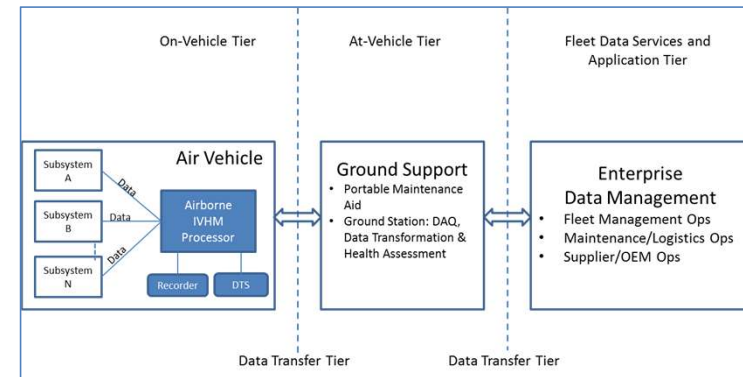 On-Vehicle Tier
At-Vehicle Tier
Fleet Data Services and
Application Tier
Air Vehicle
Subsystem
A
Data
Subsystem
B
Data
Subsystem
N
Data
Airborne
IVHM
Processor
Recorder
DTS
Ground Support
• Portable Maintenance
Aid
• Ground Station: DAQ,
Data Transformation &
Health Assessment
Enterprise
Data Management
• Fleet Management Ops
• Maintenance/Logistics Ops
• Supplier/OEM Ops
Data Transfer Tier
Data Transfer Tier